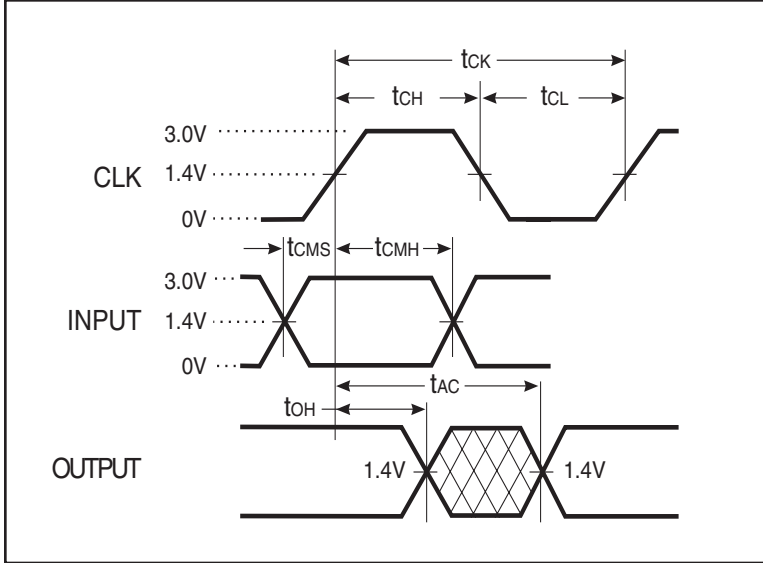 tCK
tCH tCL
3.0V
CLK 1.4V
0V
tCMS tCMH
3.0V
INPUT 1.4V
0V
tAC
tOH
OUTPUT 1.4V 1.4V